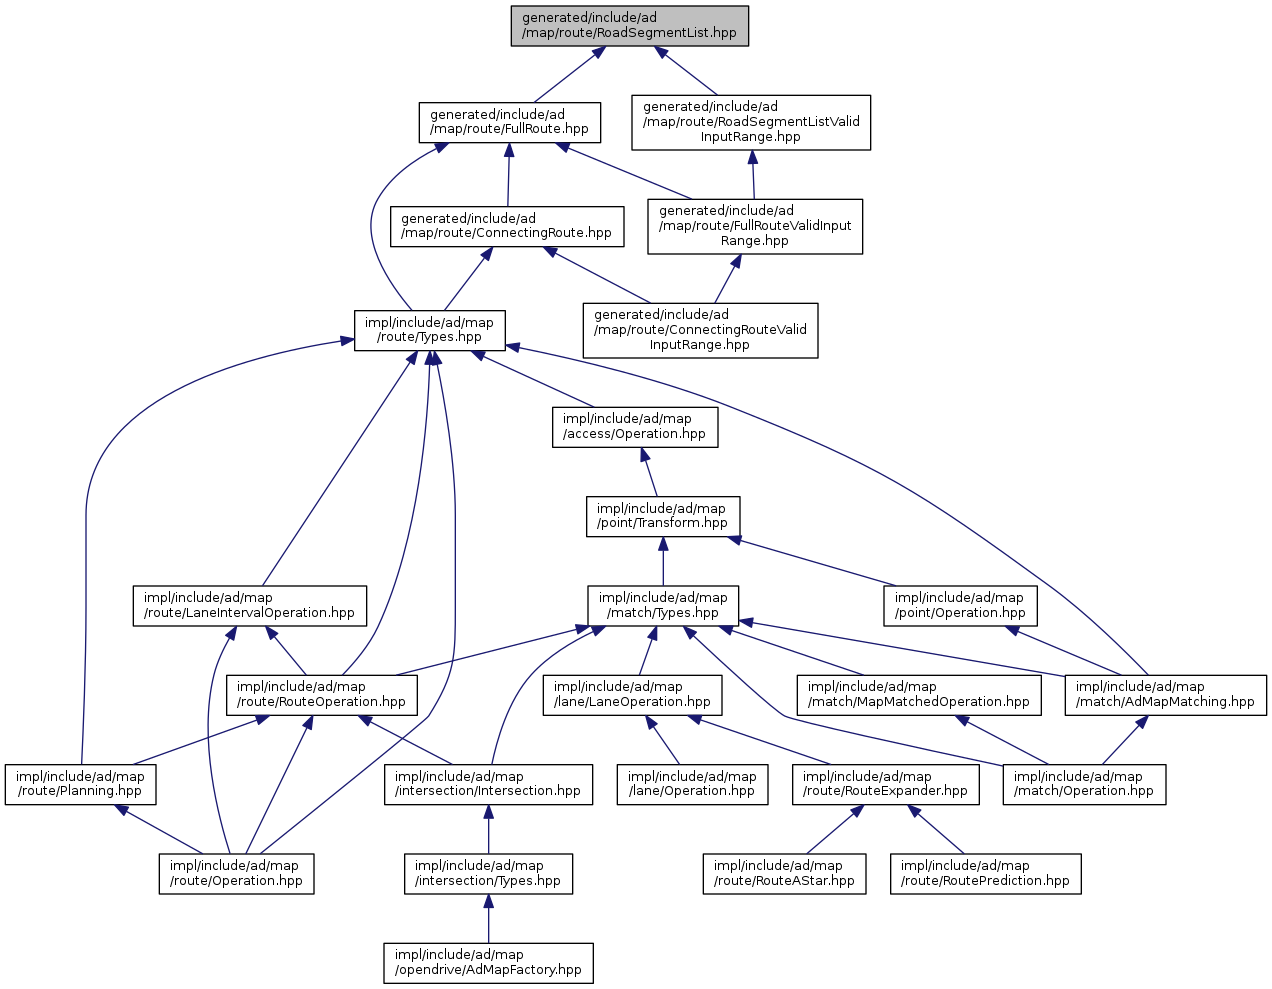 generated/include/ad
/map/route/RoadSegmentList.hpp
generated/include/ad
/map/route/FullRoute.hpp
generated/include/ad
/map/route/RoadSegmentListValid
InputRange.hpp
generated/include/ad
/map/route/ConnectingRoute.hpp
generated/include/ad
/map/route/FullRouteValidInput
Range.hpp
impl/include/ad/map
/route/Types.hpp
generated/include/ad
/map/route/ConnectingRouteValid
InputRange.hpp
impl/include/ad/map
/access/Operation.hpp
impl/include/ad/map
/point/Transform.hpp
impl/include/ad/map
/route/LaneIntervalOperation.hpp
impl/include/ad/map
/match/Types.hpp
impl/include/ad/map
/point/Operation.hpp
impl/include/ad/map
/route/RouteOperation.hpp
impl/include/ad/map
/lane/LaneOperation.hpp
impl/include/ad/map
/match/MapMatchedOperation.hpp
impl/include/ad/map
/match/AdMapMatching.hpp
impl/include/ad/map
/route/Planning.hpp
impl/include/ad/map
/intersection/Intersection.hpp
impl/include/ad/map
/lane/Operation.hpp
impl/include/ad/map
/route/RouteExpander.hpp
impl/include/ad/map
/match/Operation.hpp
impl/include/ad/map
/route/Operation.hpp
impl/include/ad/map
/intersection/Types.hpp
impl/include/ad/map
/route/RouteAStar.hpp
impl/include/ad/map
/route/RoutePrediction.hpp
impl/include/ad/map
/opendrive/AdMapFactory.hpp